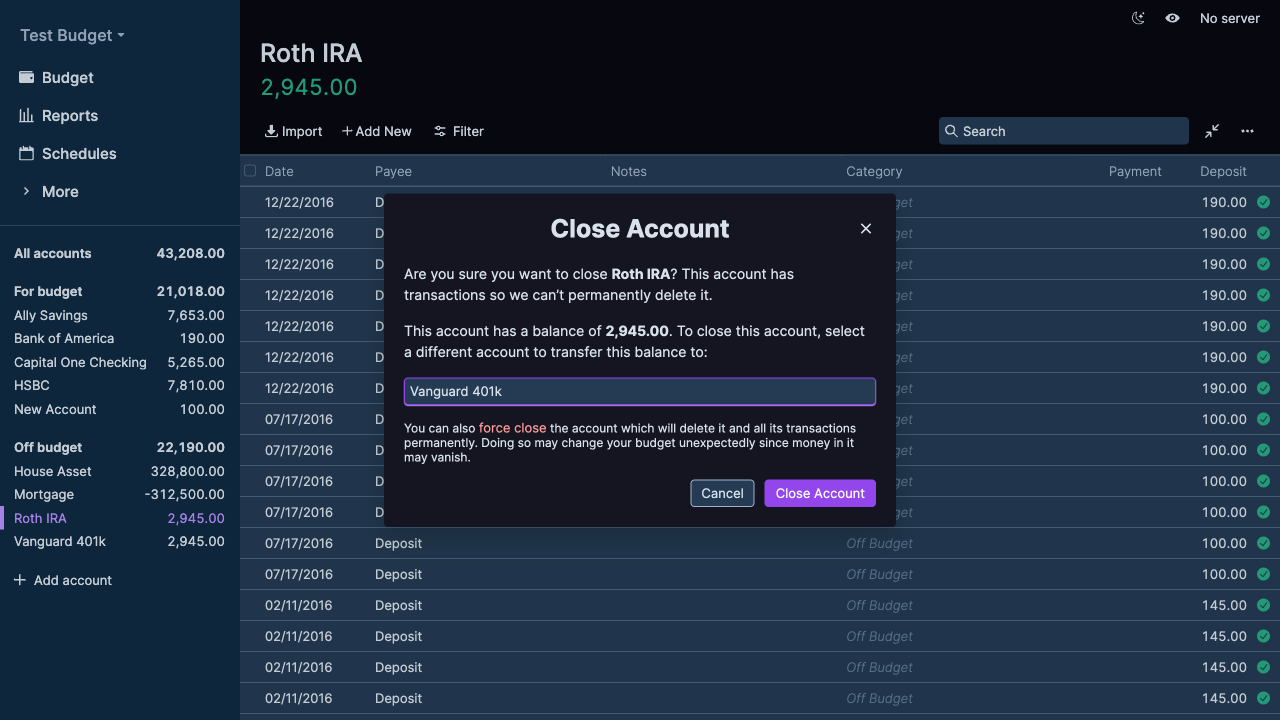 Test Budget
Budget
Reports
Schedules
More
All accounts 43,208.00
For budget 21,018.00
Ally Savings 7,653.00
Bank of America 190.00
Capital One Checking 5,265.00
HSBC 7,810.00
New Account 100.00
Off budget 22,190.00
House Asset 328,800.00
Mortgage -312,500.00
Roth IRA 2,945.00
Vanguard 401k 2,945.00
Add account
No server
Roth IRA
2,945.00
Import Add New Filter Search
Date Payee Notes Category Payment Deposit
12/22/2016 D get 190.00
12/22/2016 D get 190.00
12/22/2016 D get 190.00
12/22/2016 D get 190.00
12/22/2016 D get 190.00
12/22/2016 D get 190.00
12/22/2016 D get 190.00
07/17/2016 D get 100.00
07/17/2016 D get 100.00
07/17/2016 D get 100.00
07/17/2016 D get 100.00
07/17/2016 Deposit Off Budget 100.00
07/17/2016 Deposit Off Budget 100.00
02/11/2016 Deposit Off Budget 145.00
02/11/2016 Deposit Off Budget 145.00
02/11/2016 Deposit Off Budget 145.00
02/11/2016 Deposit Off Budget 145.00
Close Account
Are you sure you want to close Roth IRA? This account has
transactions so we can’t permanently delete it.
This account has a balance of 2,945.00. To close this account, select
a different account to transfer this balance to:
Vanguard 401k
You can also force close the account which will delete it and all its transactions
permanently. Doing so may change your budget unexpectedly since money in it
may vanish.
Cancel Close Account